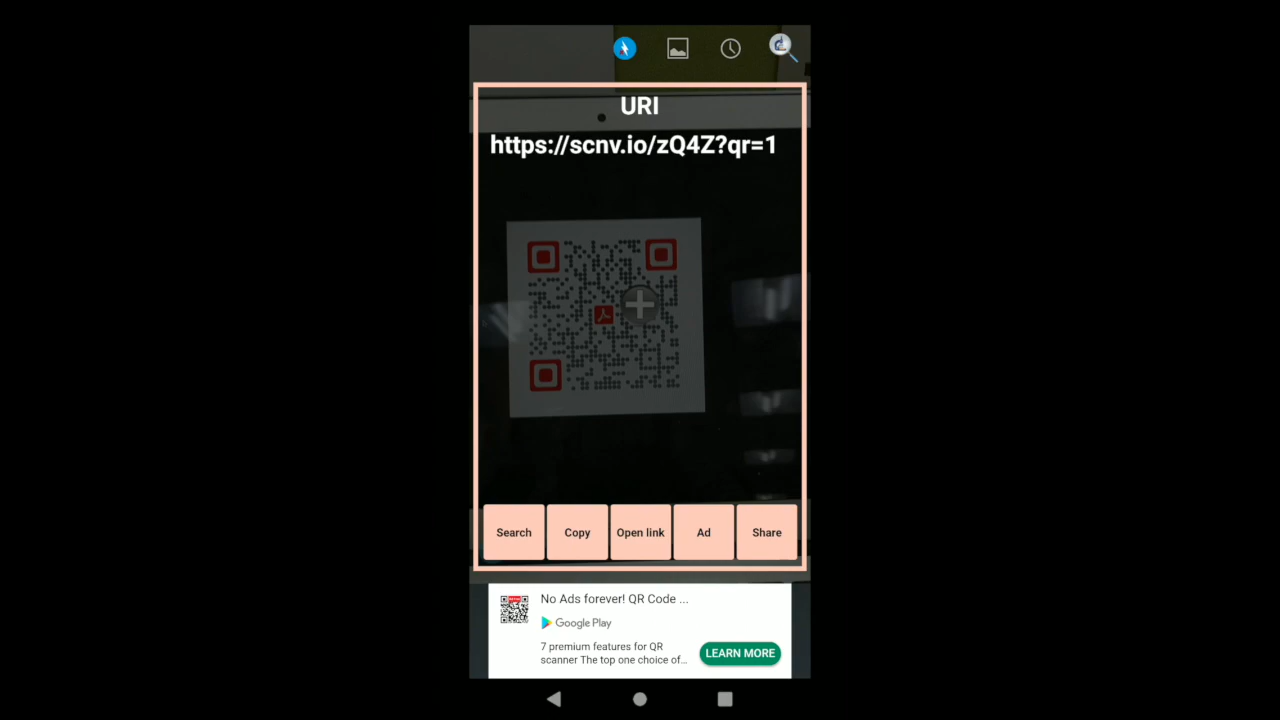 URI
https://scnv.io/zQ4Z?qr=1
Search
Copy
Open link
Ad
Share
No Ads forever! QR Code ...
Google Play
7 premium features for QR
scanner The top one choice of...
LEARN MORE